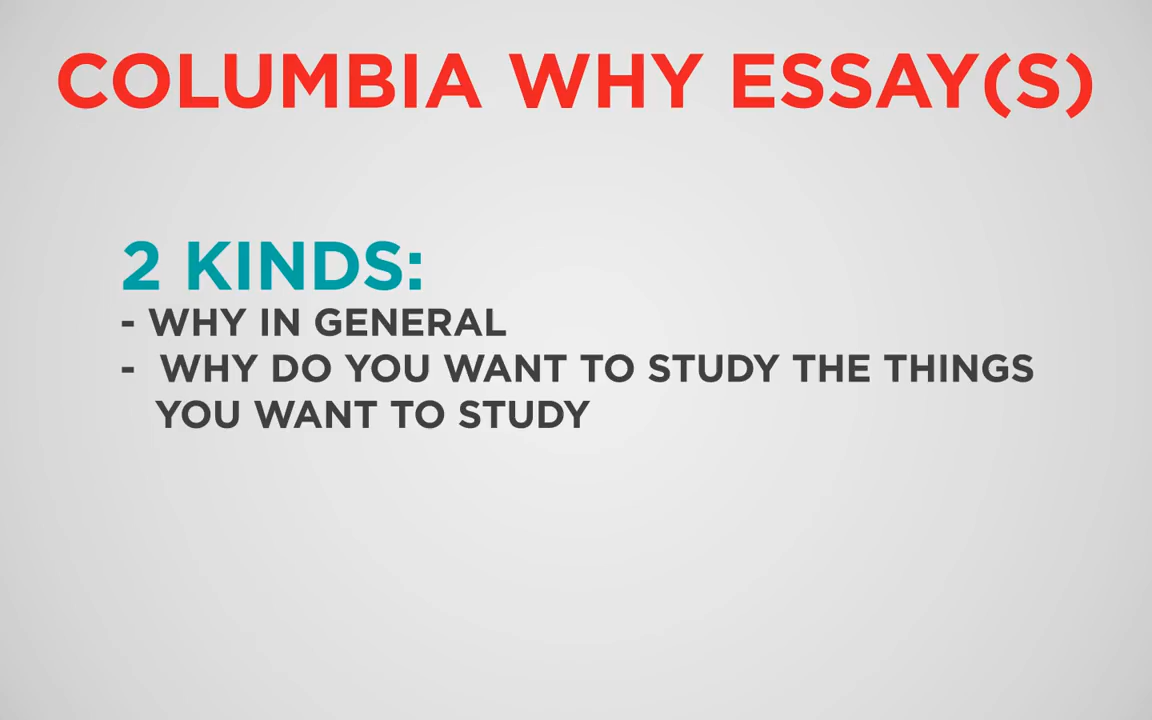 COLUMBIA WHY ESSAY(S)
2 KINDS:
- WHY IN GENERAL
- WHY DO YOU WANT TO STUDY THE THINGS
YOU WANT TO STUDY